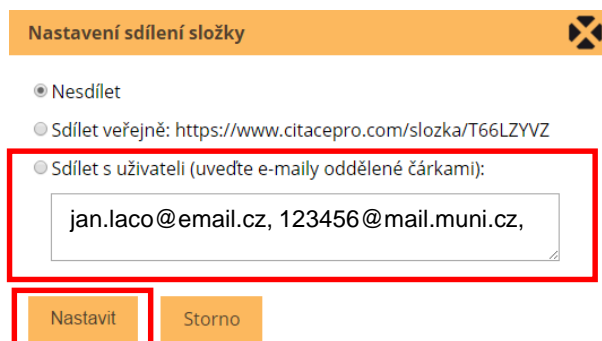 Nastavení sdílení složky
Nesdílet
Sdílet veřejně: https://www.citacepro.com/slozka/T66LZYVZ
Sdílet s uživateli (uveďte e-maily oddělené čárkami):
jan.laco@email.cz, 123456@mail.muni.cz,
Nastavit Storno